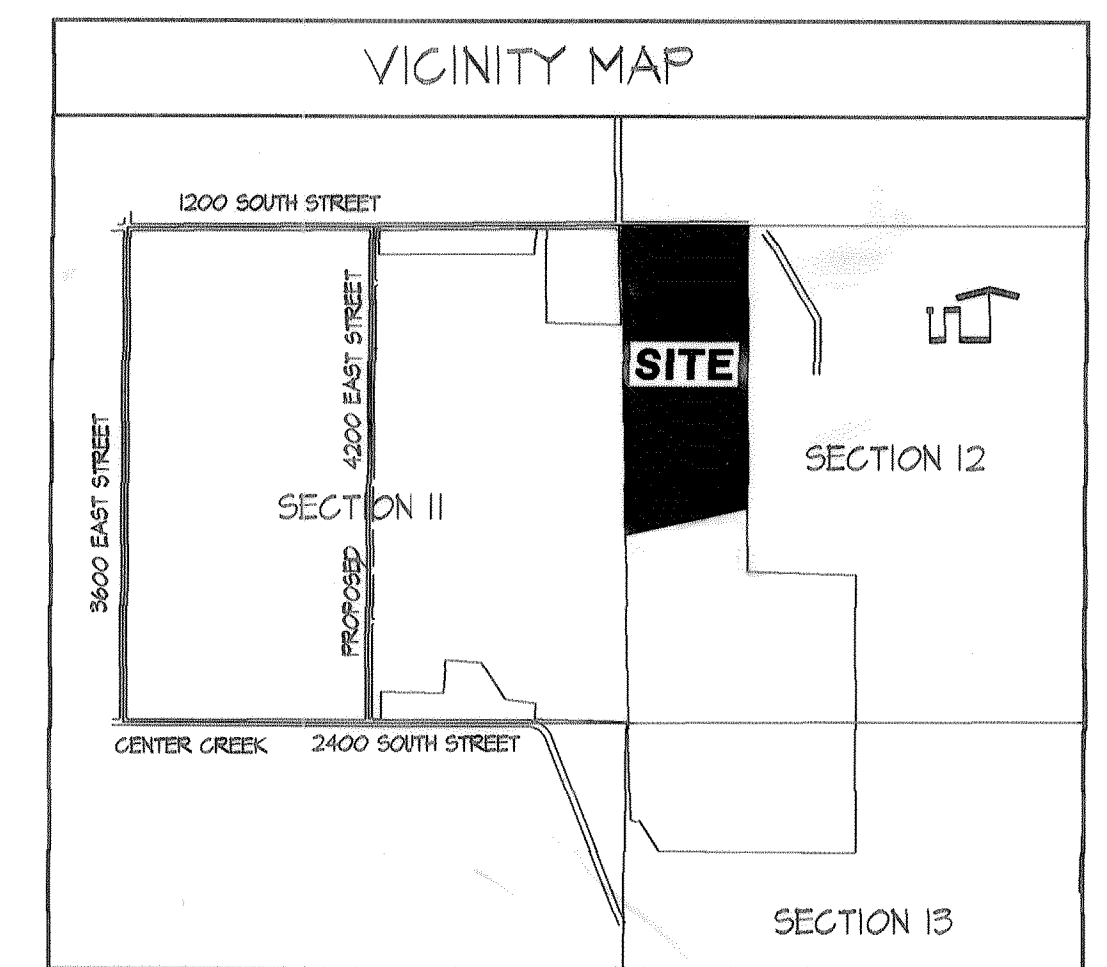 VICINITY MAP
1200 SOUTH STREET
4200 EAST STREET
SITE
3600 EAST STREET
SECTION 12
SECTION 11
PROPOSED
CENTER CREEK
2400 SOUTH STREET
SECTION 13